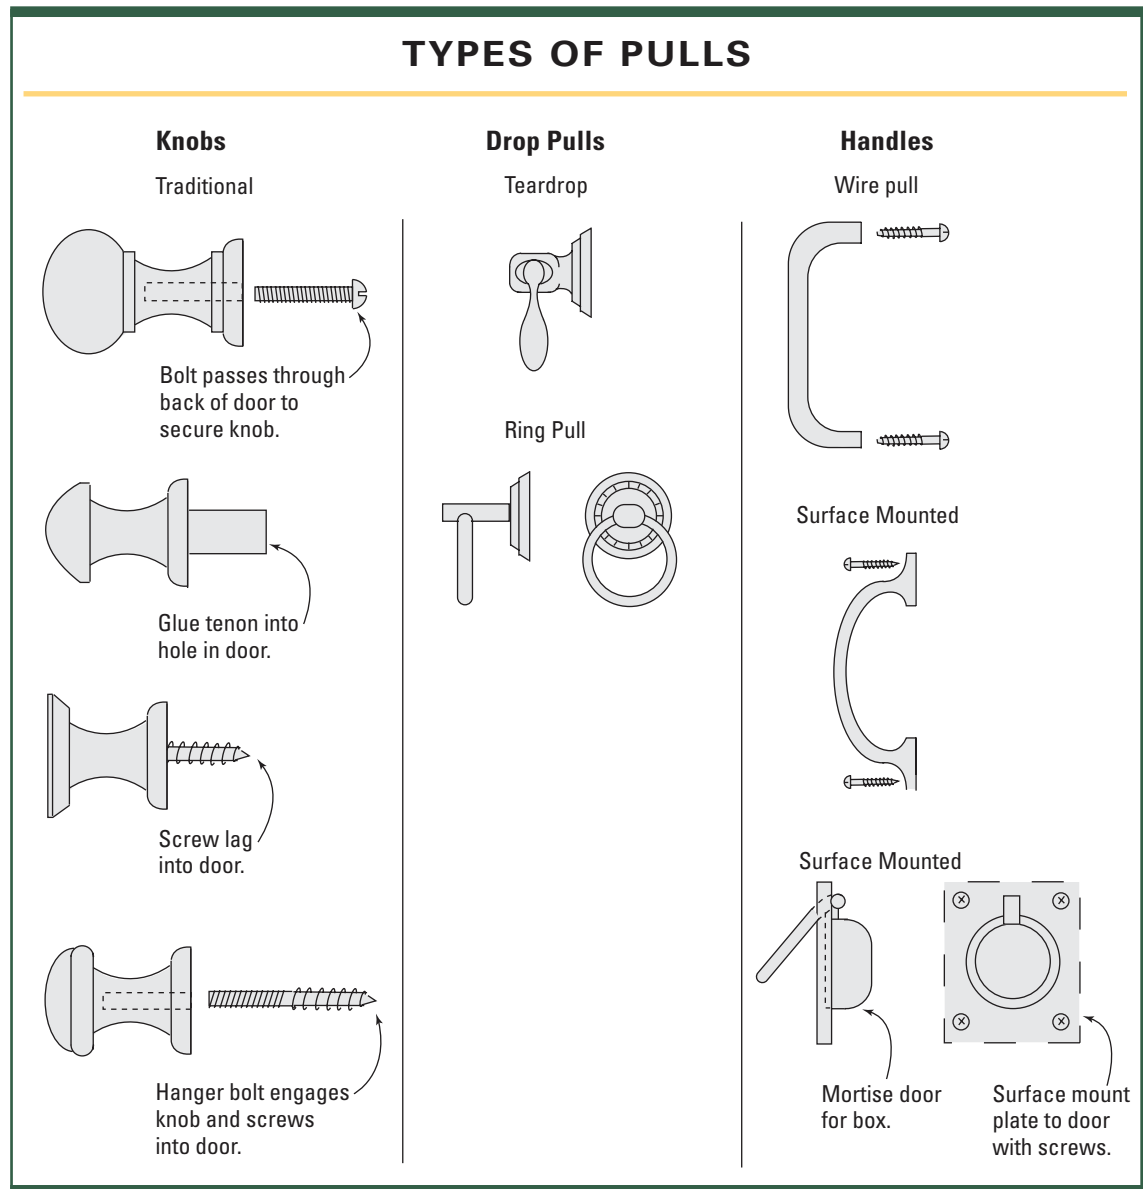 TYPES OF PULLS
Knobs
Traditional
Bolt passes through
back of door to
secure knob.
Glue tenon into
hole in door.
Screw lag
into door.
Hanger bolt engages
knob and screws
into door.
Drop Pulls
Teardrop
Ring Pull
Handles
Wire pull
Surface Mounted
Surface Mounted
Mortise door
for box.
Surface mount
plate to door
with screws.